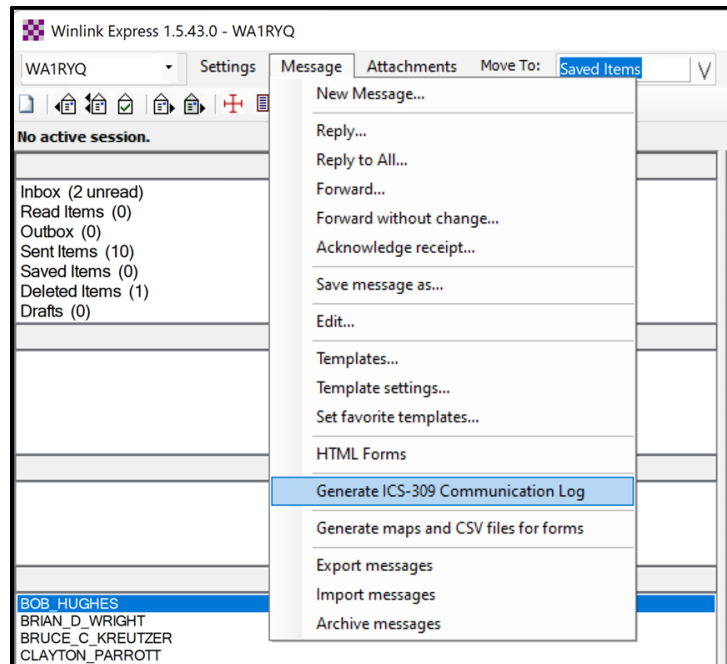 Winlink Express 1.5.43.0 - WA1RYQ
WA1RYQ Settings Message Attachments Move To: Saved Items
No active session.
Inbox (2 unread)
Read Items (0)
Outbox (0)
Sent Items (10)
Saved Items (0)
Deleted Items (1)
Drafts (0)
BOB_HUGHES
BRIAN_D_WRIGHT
BRUCE_C_KREUTZER
CLAYTON_PARROTT
New Message...
Reply...
Reply to All...
Forward...
Forward without change...
Acknowledge receipt...
Save message as...
Edit...
Templates...
Template settings...
Set favorite templates...
HTML Forms
Generate ICS-309 Communication Log
Generate maps and CSV files for forms
Export messages
Import messages
Archive messages